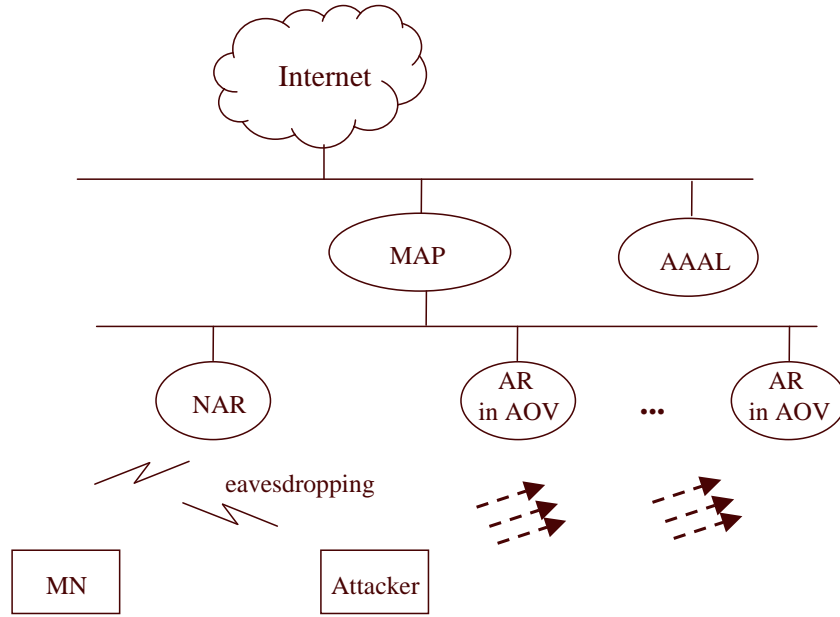 Internet
MAP
AAAL
NAR
AR
in AOV
...
AR
in AOV
eavesdropping
MN
Attacker